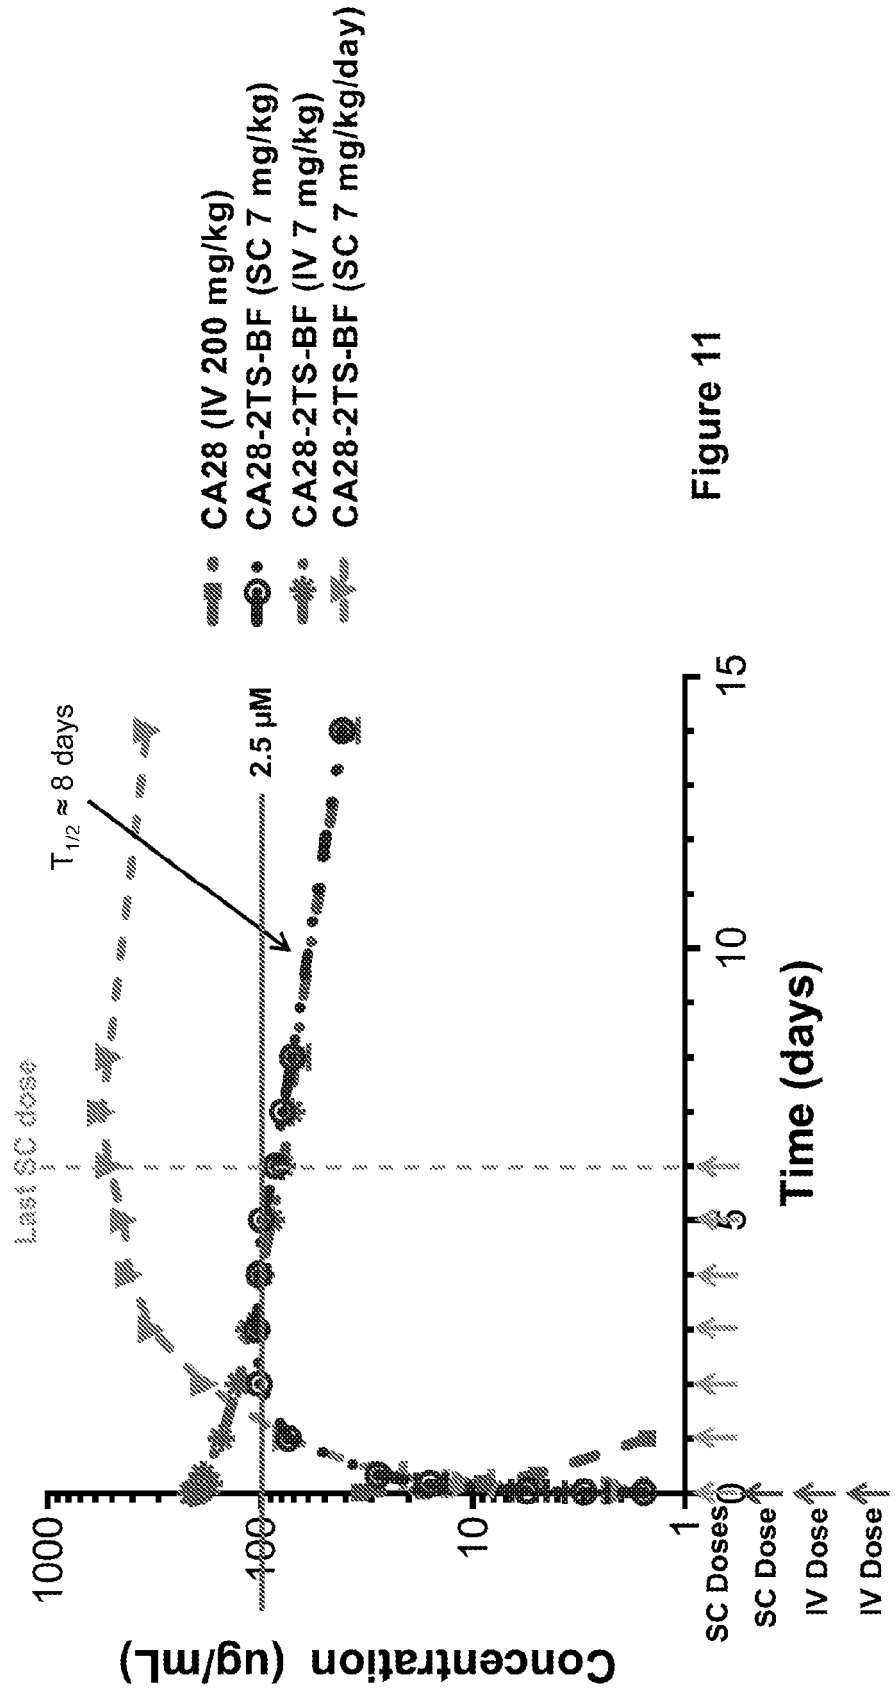 Last SC dose
T1/2 ≈ 8 days
2.5 µM
Concentration (ug/mL)
1000
100
10
1
0
5
10
15
Time (days)
SC Doses
SC Dose
IV Dose
IV Dose
CA28 (IV 200 mg/kg)
CA28-2TS-BF (SC 7 mg/kg)
CA28-2TS-BF (IV 7 mg/kg)
CA28-2TS-BF (SC 7 mg/kg/day)
Figure 11